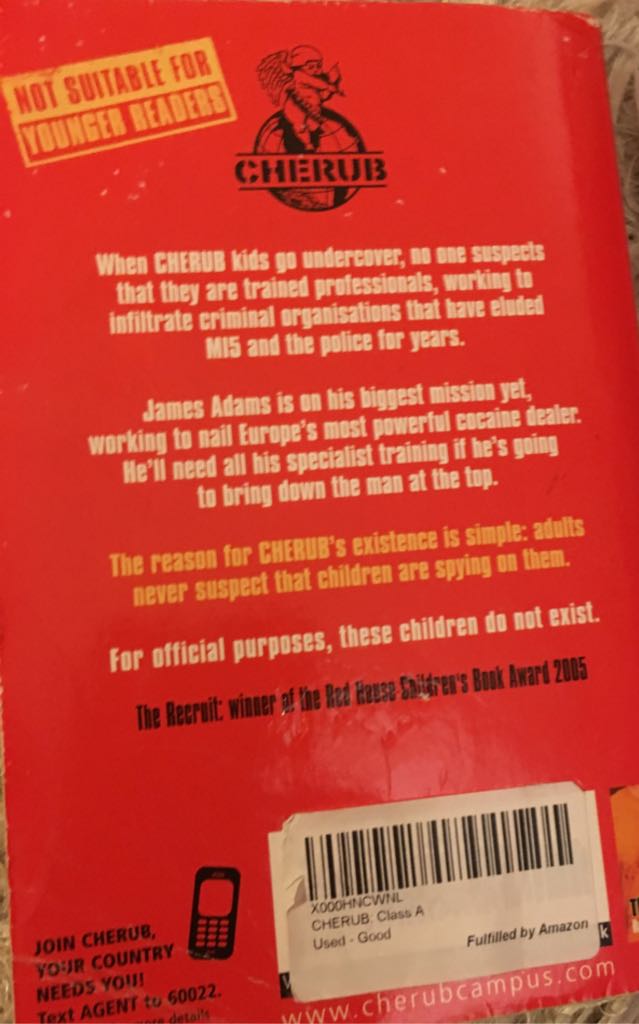 NOT SUITABLE FOR
YOUNGER READERS
CHERUB
When CHERUB kids go undercover, no one suspects
that they are trained professionals, working to
infiltrate criminal organisations that have eluded
MI5 and the police for years.
James Adams is on his biggest mission yet,
working to nail Europe's most powerful cocaine dealer.
He'll need all his specialist training if he's going
to bring down the man at the top.
The reason for CHERUB's existence is simple: adults
never suspect that children are spying on them.
For official purposes, these children do not exist.
The Recruit: winner of the Red House Children's Book Award 2005
X000HNCWNL
CHERUB: Class A
Used - Good
Fulfilled by Amazon
k
JOIN CHERUB,
YOUR COUNTRY
NEEDS YOU!
Text AGENT to 60022.
more details
www.cherubcampus.com